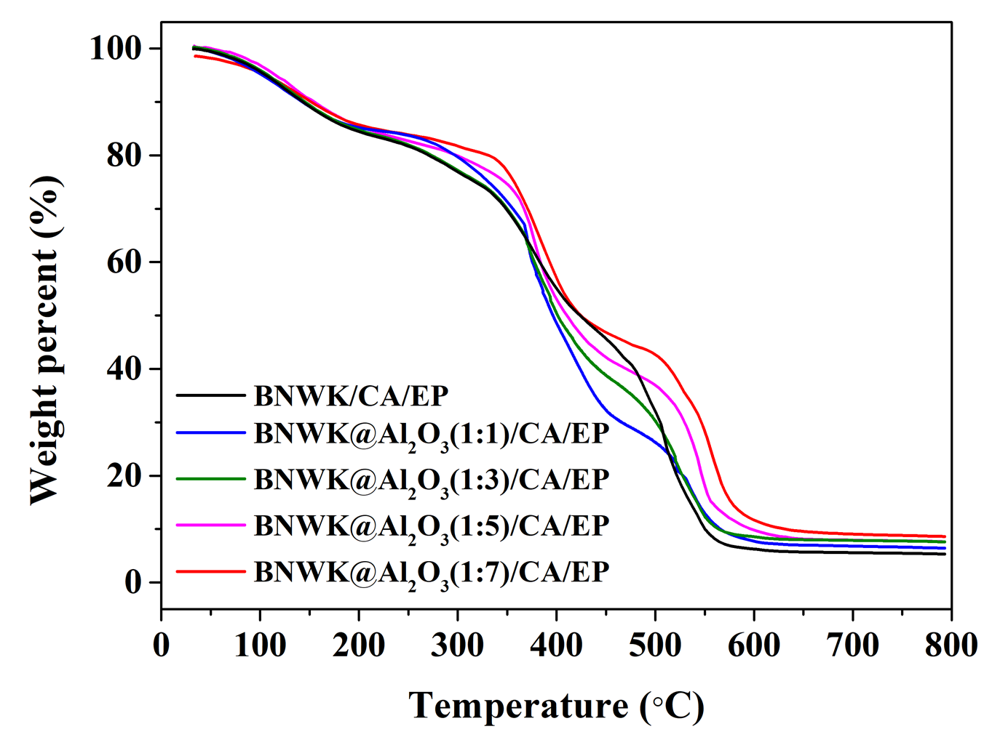 100
80
60
40
20
0
Weight percent (%)
BNWK/CA/EP
BNWK@Al₂O₃(1:1)/CA/EP
BNWK@Al₂O₃(1:3)/CA/EP
BNWK@Al₂O₃(1:5)/CA/EP
BNWK@Al₂O₃(1:7)/CA/EP
0 100 200 300 400 500 600 700 800
Temperature (°C)